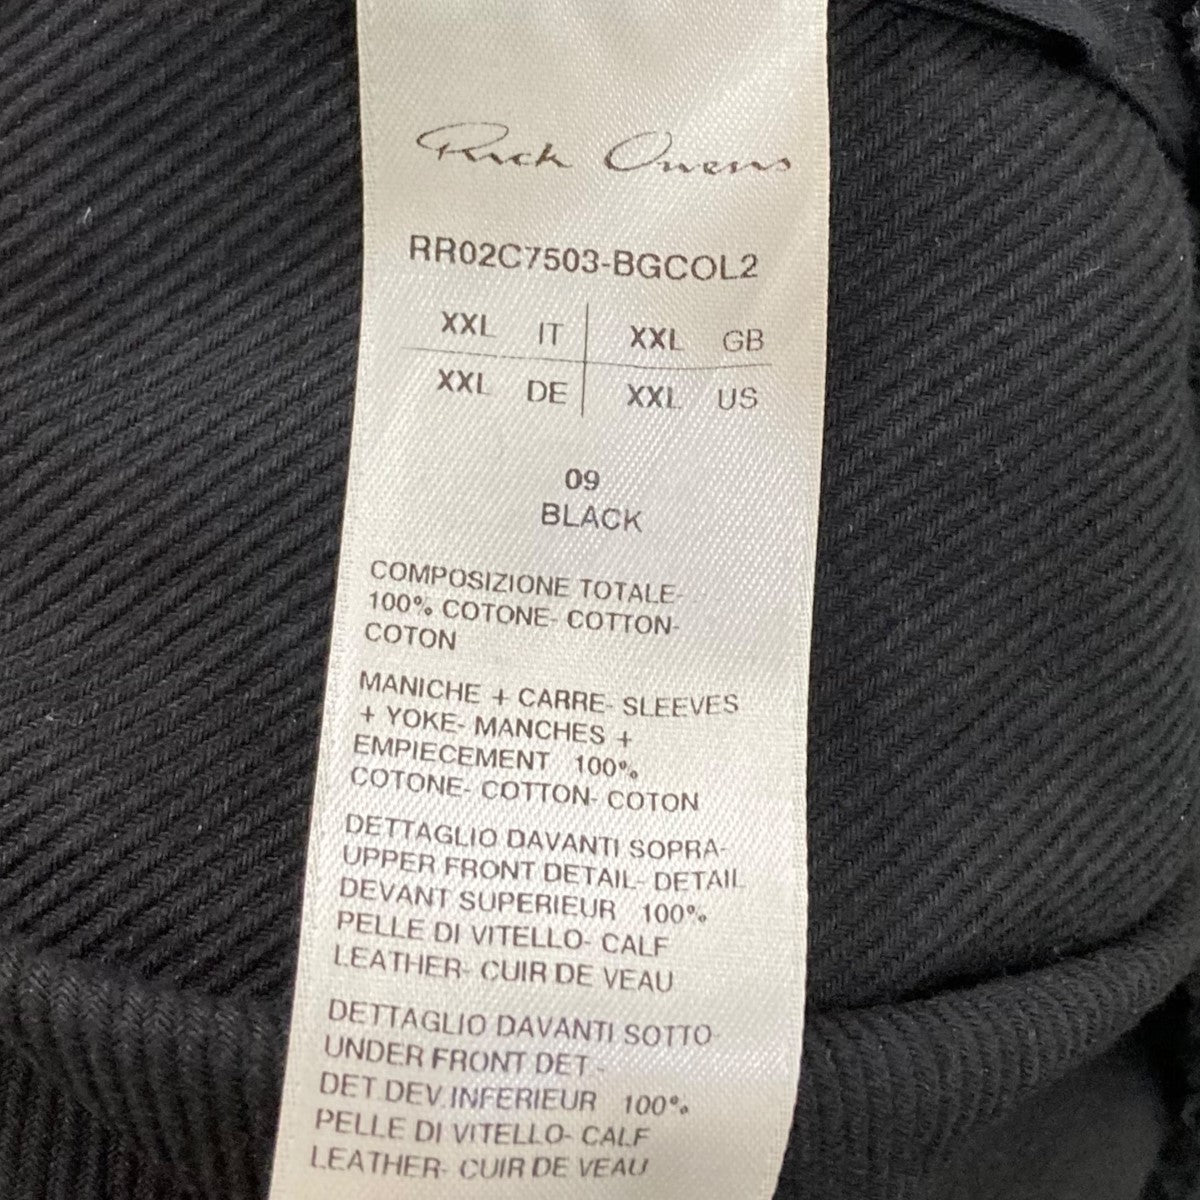 Rick Owens
RR02C7503-BGCOL2
XXL IT XXL GB
XXL DE XXL US
09
BLACK
COMPOSIZIONE TOTALE-
100% COTONE- COTTON-
COTON
MANICHE + CARRE- SLEEVES
+ YOKE- MANCHES +
EMPIECEMENT 100%
COTONE- COTTON- COTON
DETTAGLIO DAVANTI SOPRA-
UPPER FRONT DETAIL- DETAIL
DEVANT SUPERIEUR 100%
PELLE DI VITELLO- CALF
LEATHER- CUIR DE VEAU
DETTAGLIO DAVANTI SOTTO-
UNDER FRONT DET.-
DET.DEV.INFERIEUR 100%
PELLE DI VITELLO- CALF
LEATHER- CUIR DE VEAU